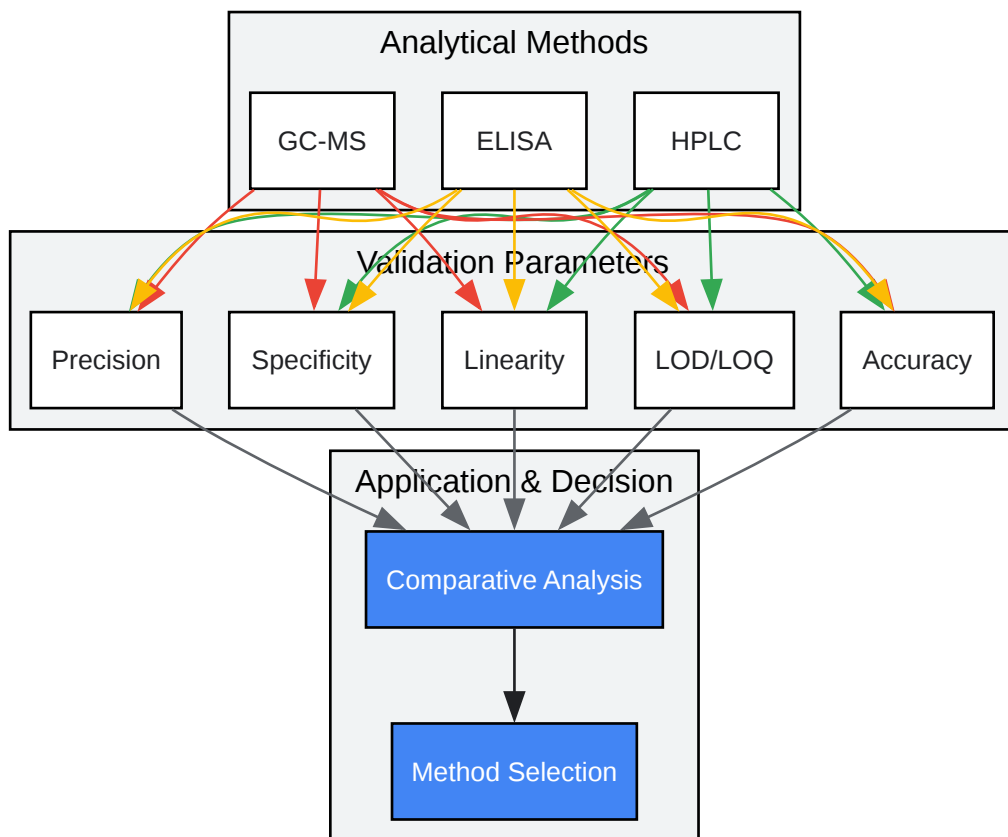 Analytical Methods
GC-MS
ELISA
HPLC
Validation Parameters
Precision
Specificity
Linearity
LOD/LOQ
Accuracy
Application & Decision
Comparative Analysis
Method Selection